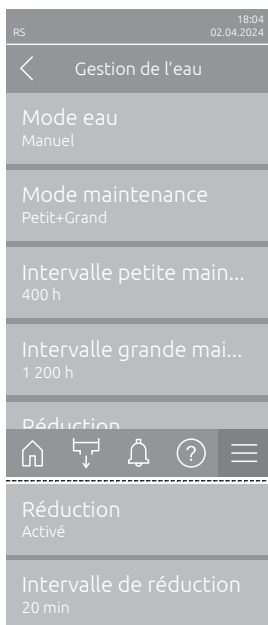 18:04
RS 02.04.2024
Gestion de l'eau
Mode eau
Manuel
Mode maintenance
Petit+Grand
Intervalle petite main...
400 h
Intervalle grande mai...
1 200 h
Réduction
?
Réduction
Activé
Intervalle de réduction
20 min